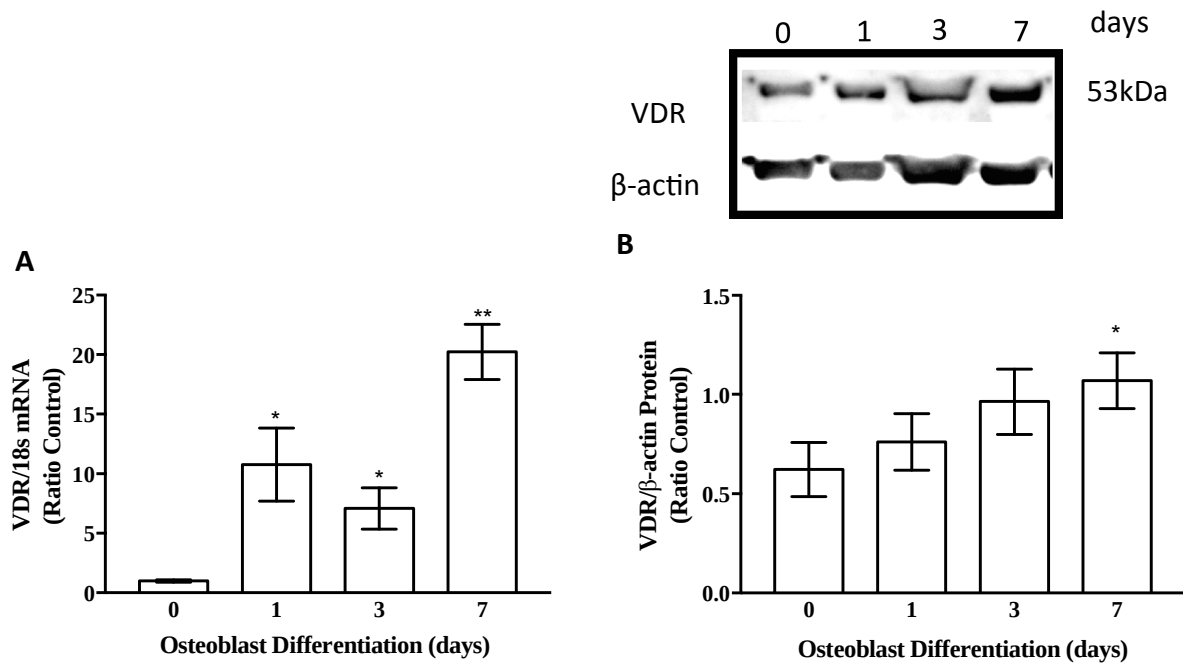 0 1 3 7 days
VDR 53kDa
β-actin
A
25
20
15
10
5
0
VDR/18s mRNA
(Ratio Control)
*
*
**
0 1 3 7
Osteoblast Differentiation (days)
B
1.5
1.0
0.5
0.0
VDR/β-actin Protein
(Ratio Control)
*
0 1 3 7
Osteoblast Differentiation (days)